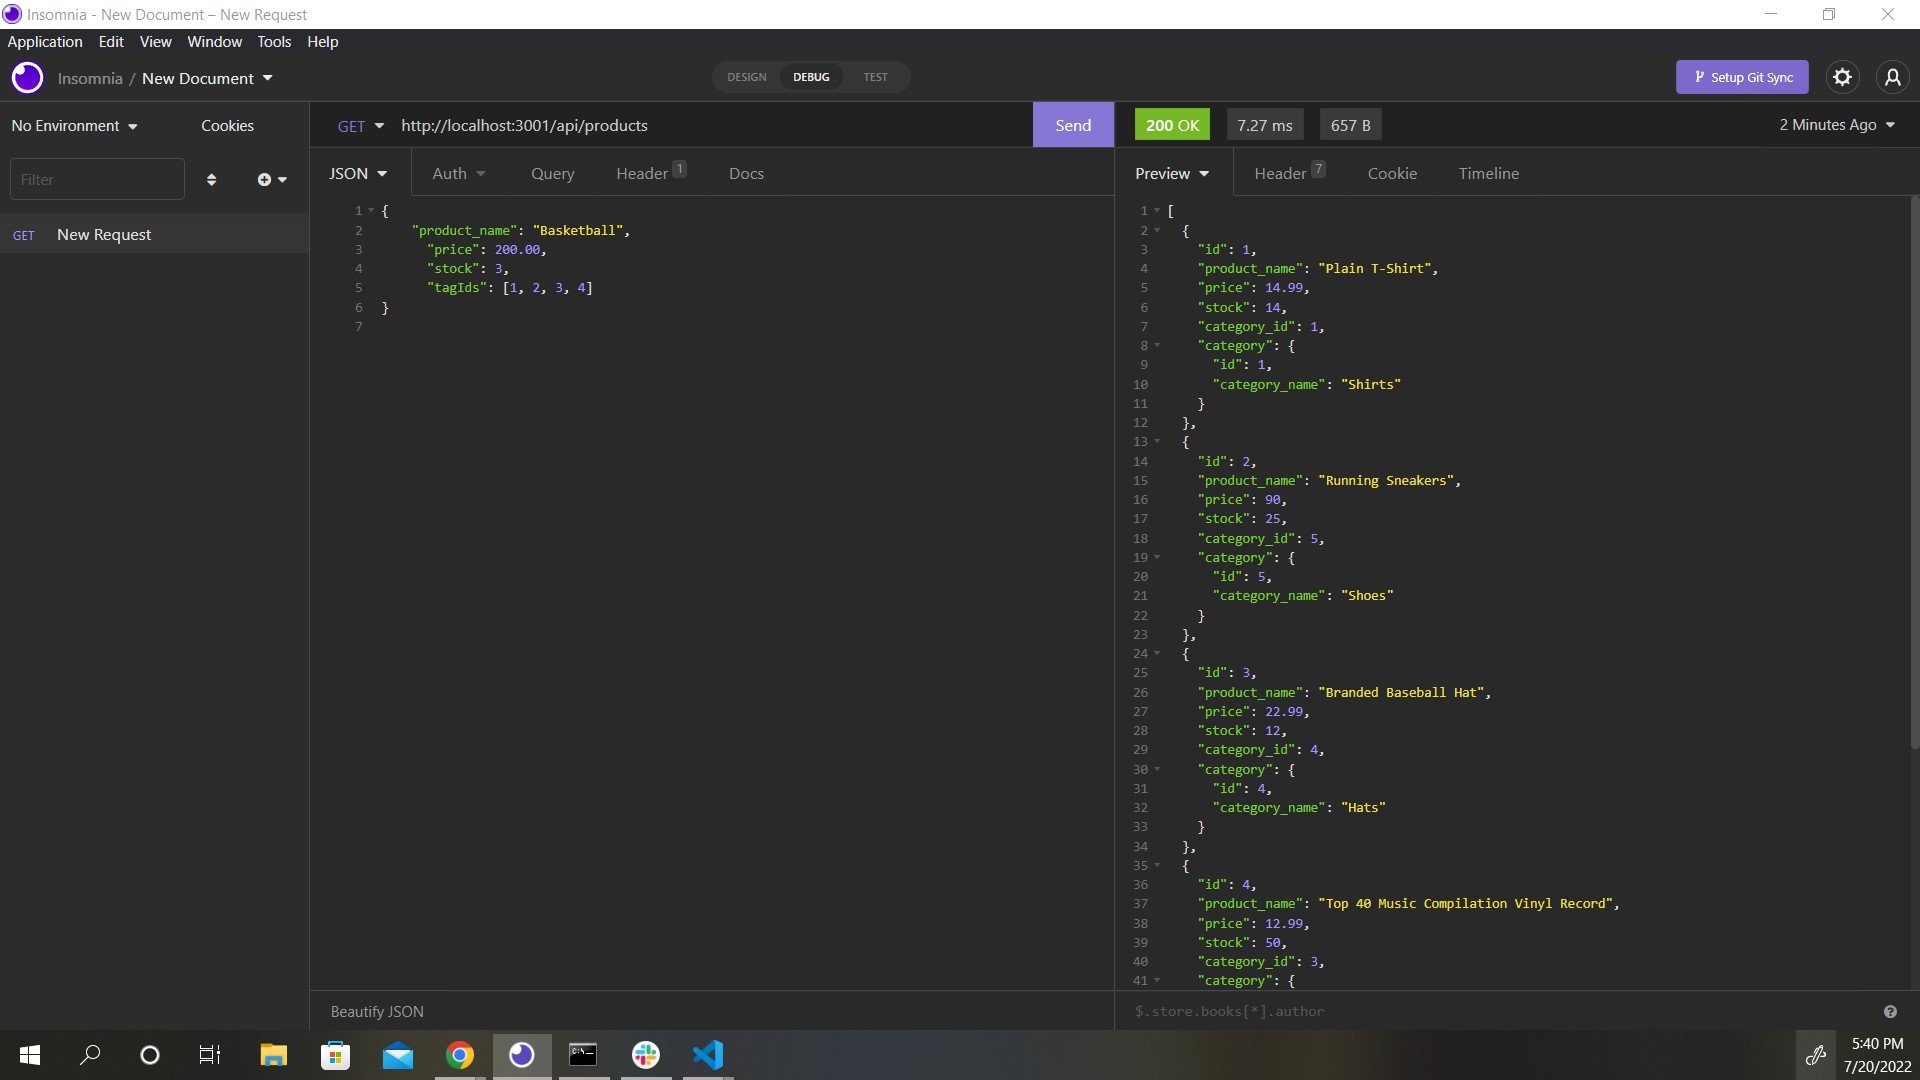 Insomnia - New Document – New Request
Application Edit View Window Tools Help
Insomnia / New Document
DESIGN DEBUG TEST
Setup Git Sync
No Environment Cookies
GET http://localhost:3001/api/products Send
200 OK 7.27 ms 657 B 2 Minutes Ago
Filter
GET New Request
JSON Auth Query Header 1 Docs
1 {
2 "product_name": "Basketball",
3 "price": 200.00,
4 "stock": 3,
5 "tagIds": [1, 2, 3, 4]
6 }
7
Beautify JSON
Preview Header 7 Cookie Timeline
1 [
2 {
3 "id": 1,
4 "product_name": "Plain T-Shirt",
5 "price": 14.99,
6 "stock": 14,
7 "category_id": 1,
8 "category": {
9 "id": 1,
10 "category_name": "Shirts"
11 }
12 },
13 {
14 "id": 2,
15 "product_name": "Running Sneakers",
16 "price": 90,
17 "stock": 25,
18 "category_id": 5,
19 "category": {
20 "id": 5,
21 "category_name": "Shoes"
22 }
23 },
24 {
25 "id": 3,
26 "product_name": "Branded Baseball Hat",
27 "price": 22.99,
28 "stock": 12,
29 "category_id": 4,
30 "category": {
31 "id": 4,
32 "category_name": "Hats"
33 }
34 },
35 {
36 "id": 4,
37 "product_name": "Top 40 Music Compilation Vinyl Record",
38 "price": 12.99,
39 "stock": 50,
40 "category_id": 3,
41 "category": {
$.store.books[*].author
5:40 PM
7/20/2022